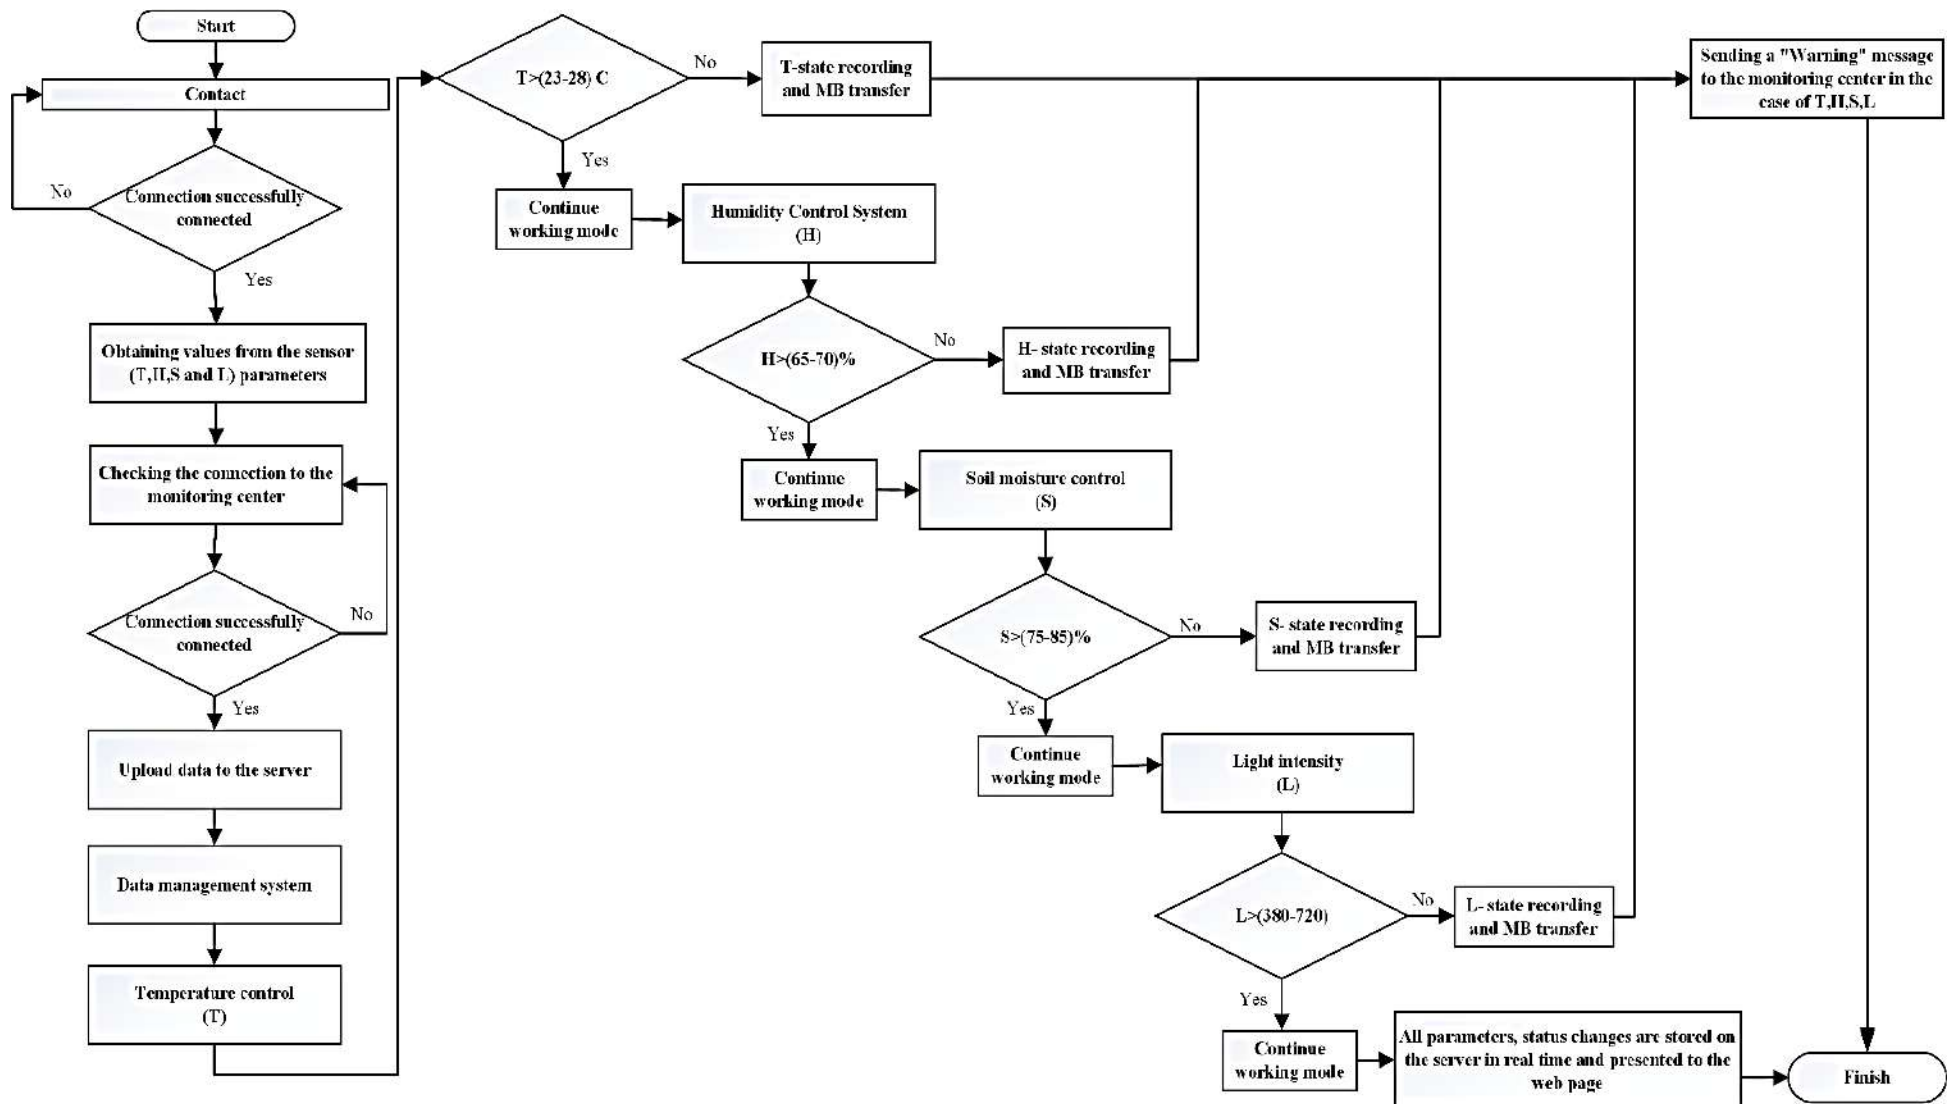 Start
Contact
Connection successfully
connected
No
Yes
Obtaining values from the sensor
(T,H,S and L) parameters
Checking the connection to the
monitoring center
Connection successfully
connected
No
Yes
Upload data to the server
Data management system
Temperature control
(T)
T>(23-28) C
No
T-state recording
and MB transfer
Yes
Continue
working mode
Humidity Control System
(H)
H>(65-70)%
No
H- state recording
and MB transfer
Yes
Continue
working mode
Soil moisture control
(S)
S>(75-85)%
No
S- state recording
and MB transfer
Yes
Continue
working mode
Light intensity
(L)
L>(380-720)
No
L- state recording
and MB transfer
Yes
Continue
working mode
All parameters, status changes are stored on
the server in real time and presented to the
web page
Sending a "Warning" message
to the monitoring center in the
case of T,H,S,L
Finish